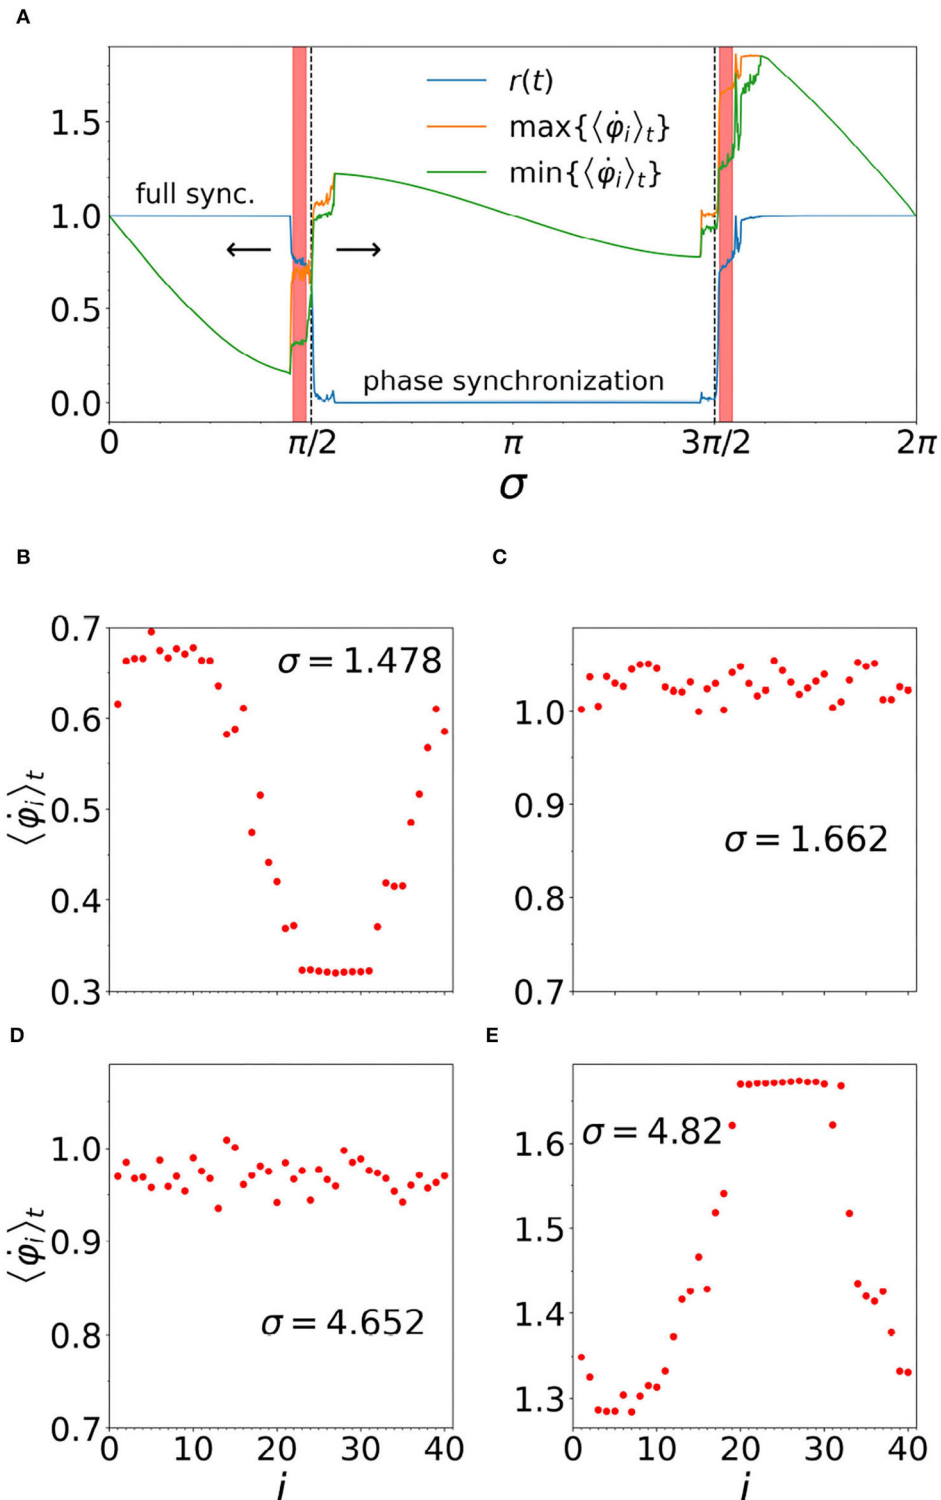 A
r(t)
max{⟨φ̇ᵢ⟩ₜ}
min{⟨φ̇ᵢ⟩ₜ}
full sync.
← →
phase synchronization
1.5
1.0
0.5
0.0
0 π/2 π 3π/2 2π
σ
B
σ = 1.478
0.7
0.6
0.5
0.4
0.3
⟨φ̇ᵢ⟩ₜ
C
σ = 1.662
1.0
0.9
0.8
0.7
D
σ = 4.652
1.0
0.9
0.8
0.7
⟨φ̇ᵢ⟩ₜ
0 10 20 30 40
i
E
σ = 4.82
1.6
1.5
1.4
1.3
0 10 20 30 40
i